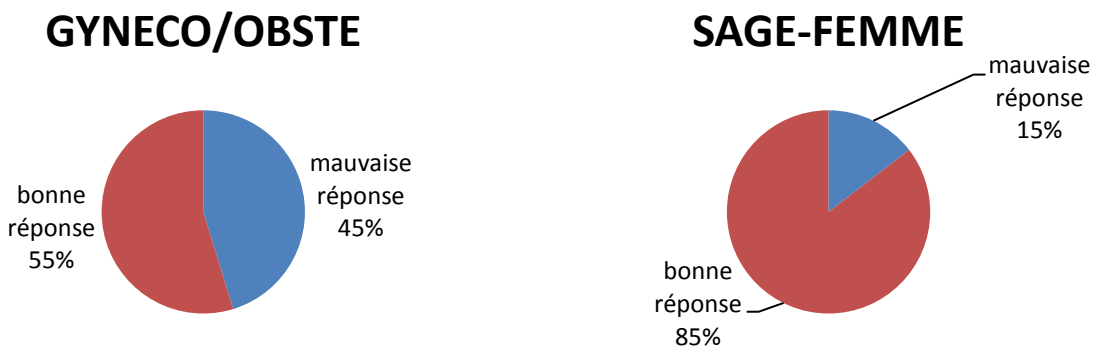 GYNECO/OBSTE
bonne
réponse
55%
mauvaise
réponse
45%
SAGE-FEMME
mauvaise
réponse
15%
bonne
réponse
85%